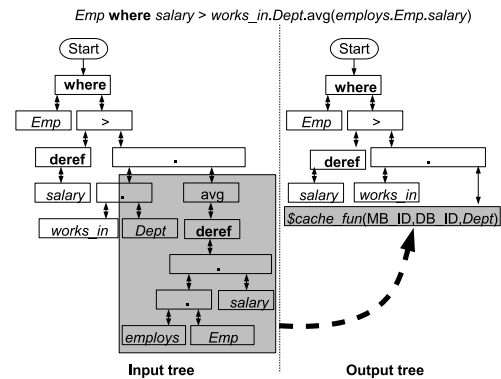 Emp where salary > works_in.Dept.avg(employs.Emp.salary)
Start
where
Emp
>
deref
.
salary
.
avg
works_in
Dept
deref
.
.
salary
employs
Emp
Input tree
Start
where
Emp
>
deref
.
salary
works_in
$cache_fun(MB_ID,DB_ID,Dept)
Output tree